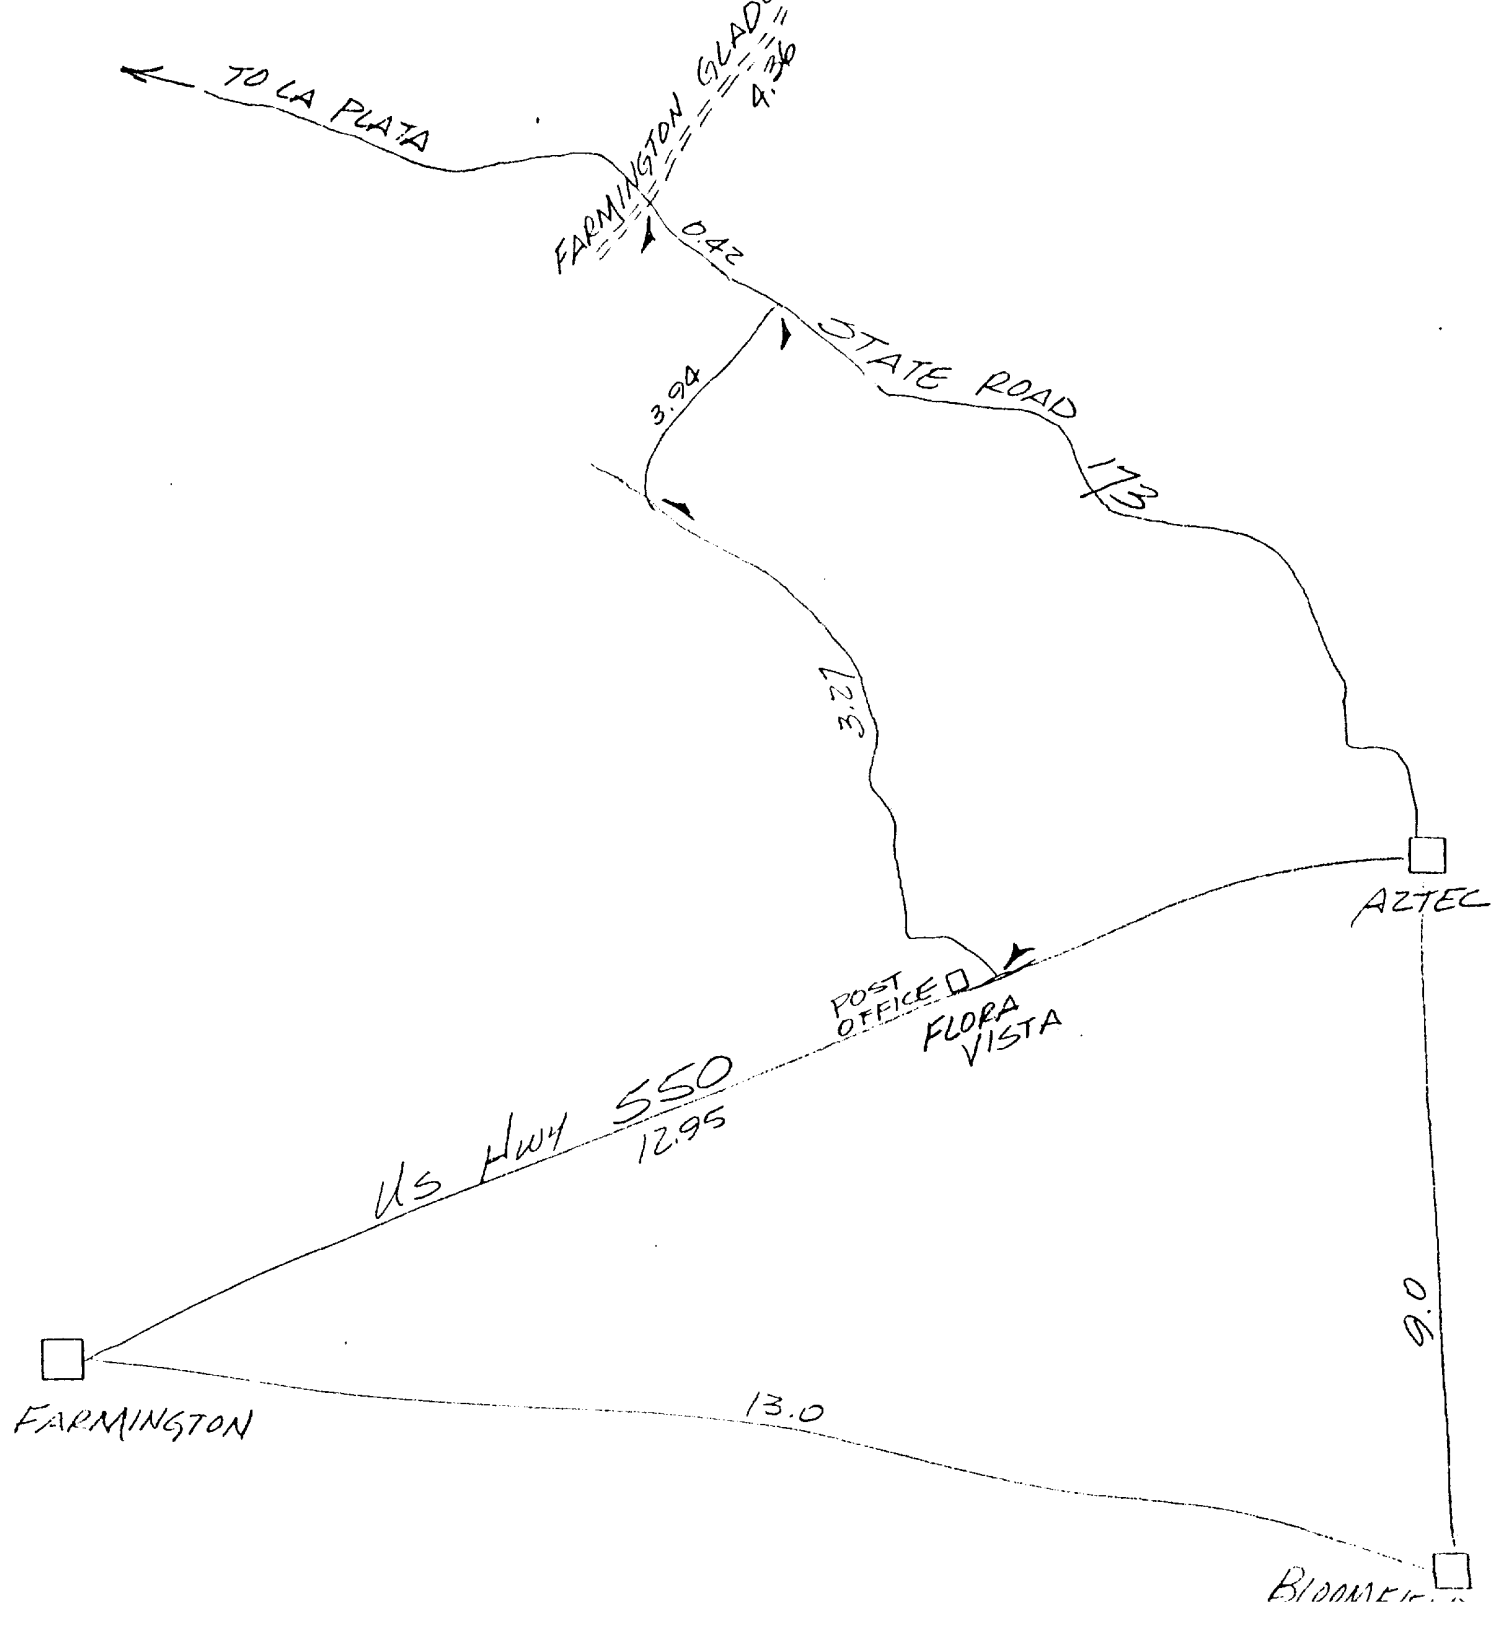 TO LA PLATA
FARMINGTON GLAD
4.36
0.42
STATE ROAD
173
3.94
3.27
AZTEC
POST
OFFICE
FLORA
VISTA
US HWY 550
12.95
9.0
FARMINGTON
13.0